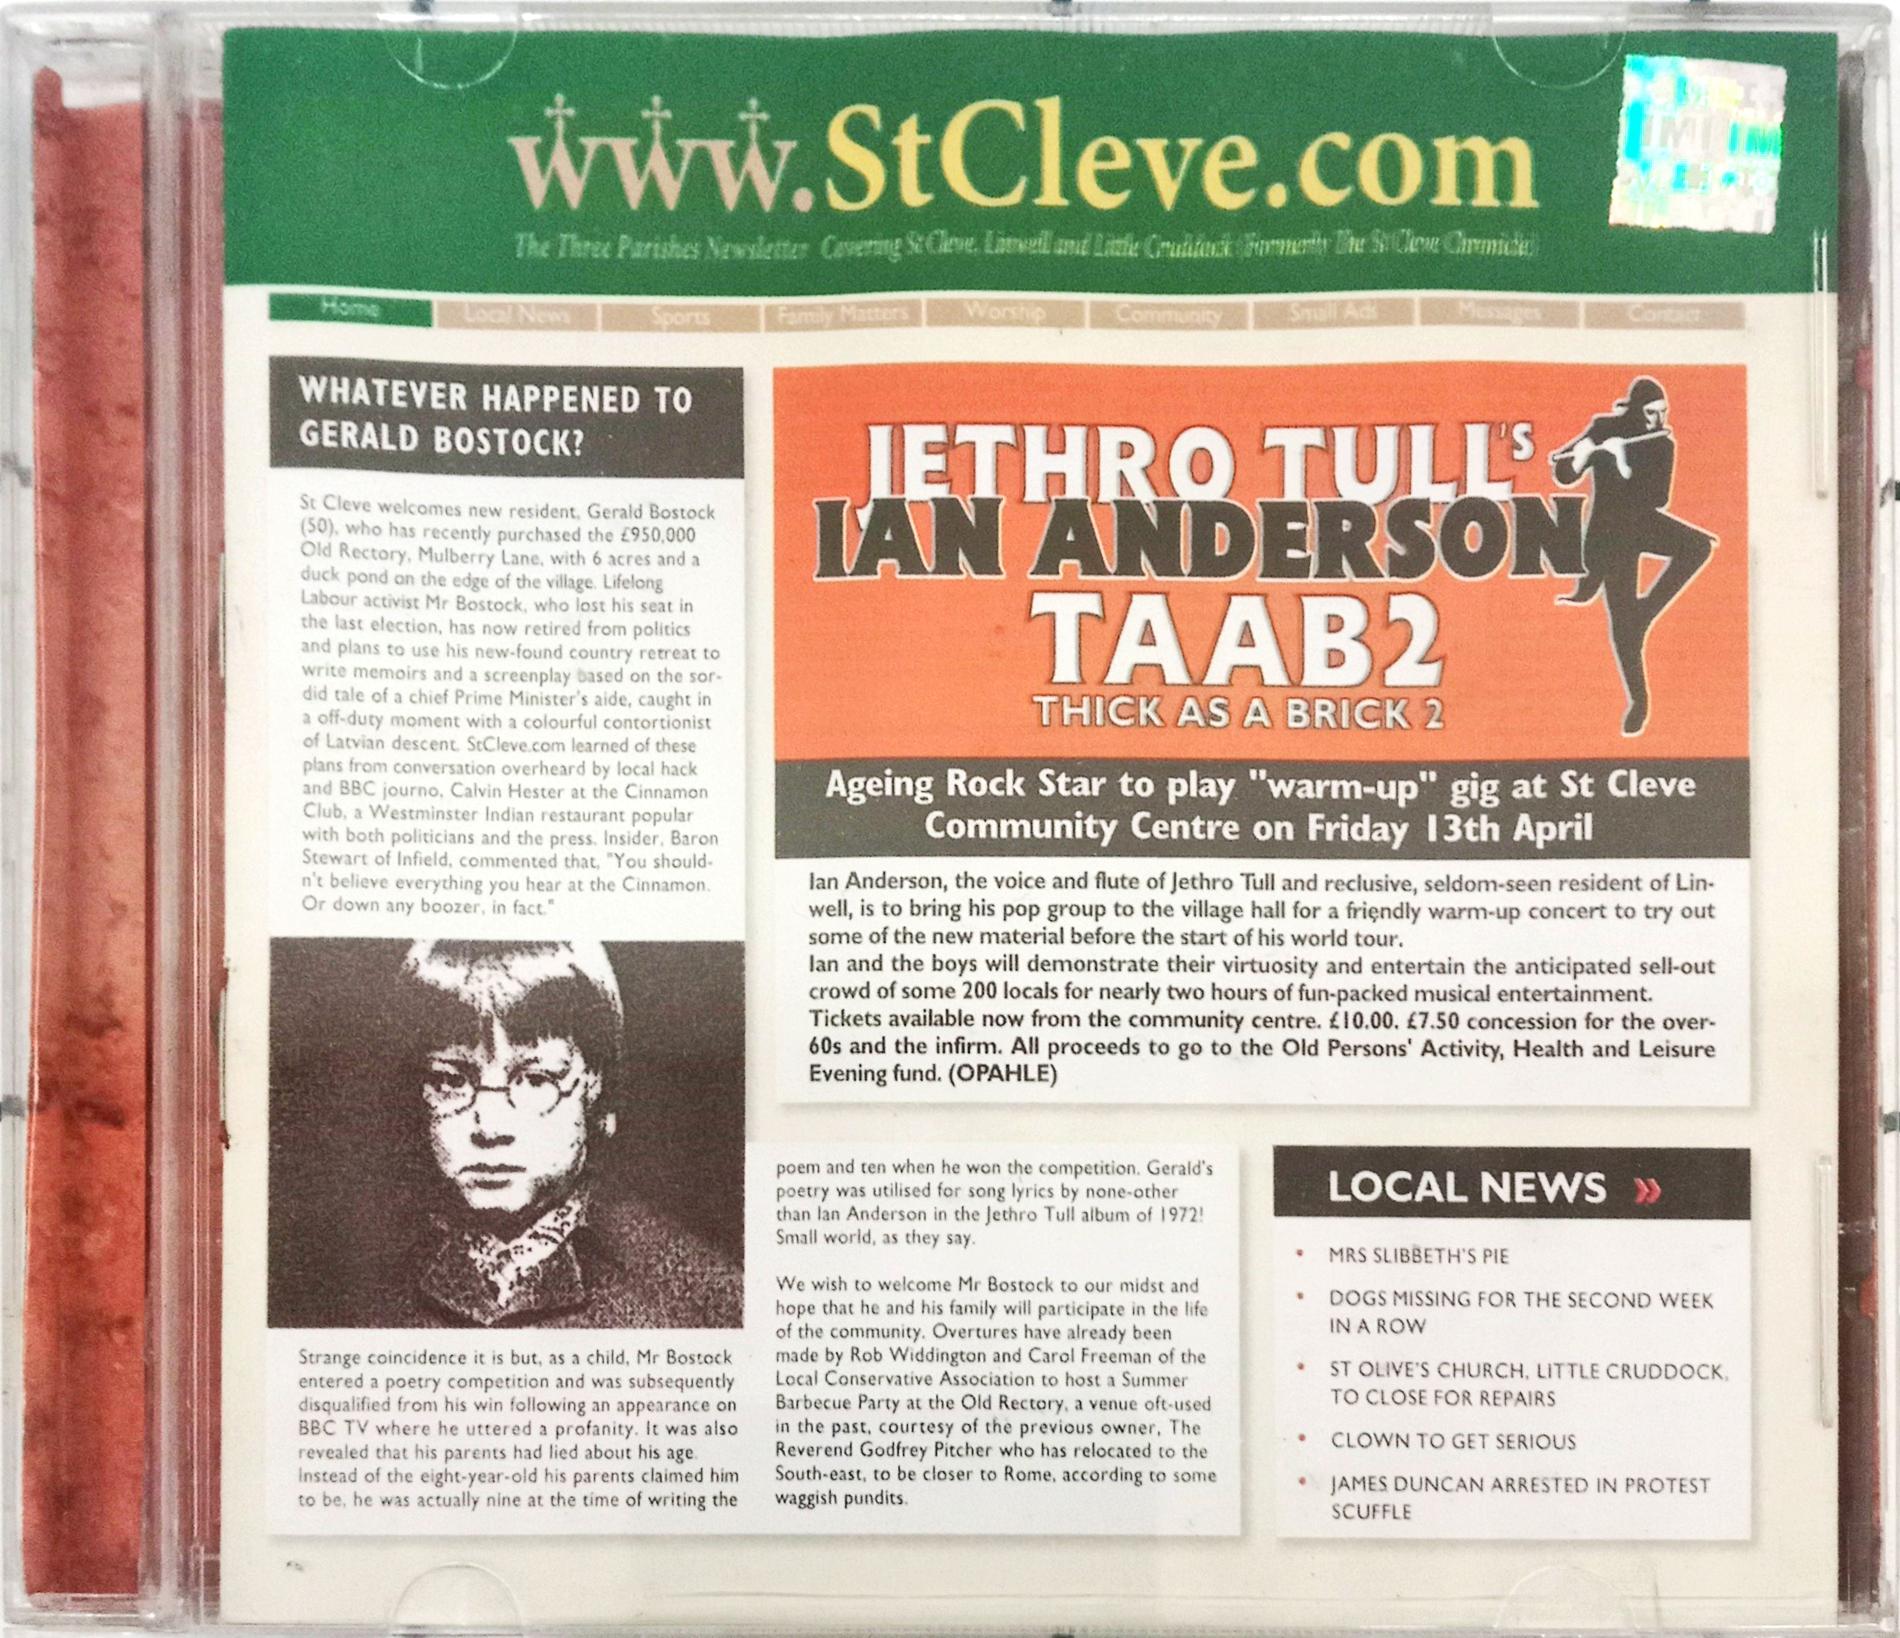 www.StCleve.com
The Three Parishes Newsletter Covering St Cleve, Linwell and Little Cruddock (Formerly The St Cleve Chronicle)
Home Local News Sports Family Matters Worship Community Small Ads Messages Contact
WHATEVER HAPPENED TO
GERALD BOSTOCK?
St Cleve welcomes new resident, Gerald Bostock
(50), who has recently purchased the £950,000
Old Rectory, Mulberry Lane, with 6 acres and a
duck pond on the edge of the village. Lifelong
Labour activist Mr Bostock, who lost his seat in
the last election, has now retired from politics
and plans to use his new-found country retreat to
write memoirs and a screenplay based on the sor-
did tale of a chief Prime Minister's aide, caught in
a off-duty moment with a colourful contortionist
of Latvian descent. StCleve.com learned of these
plans from conversation overheard by local hack
and BBC journo, Calvin Hester at the Cinnamon
Club, a Westminster Indian restaurant popular
with both politicians and the press. Insider, Baron
Stewart of Infield, commented that, "You should-
n't believe everything you hear at the Cinnamon.
Or down any boozer, in fact."
Strange coincidence it is but, as a child, Mr Bostock
entered a poetry competition and was subsequently
disqualified from his win following an appearance on
BBC TV where he uttered a profanity. It was also
revealed that his parents had lied about his age.
Instead of the eight-year-old his parents claimed him
to be, he was actually nine at the time of writing the
poem and ten when he won the competition. Gerald's
poetry was utilised for song lyrics by none-other
than Ian Anderson in the Jethro Tull album of 1972!
Small world, as they say.
We wish to welcome Mr Bostock to our midst and
hope that he and his family will participate in the life
of the community. Overtures have already been
made by Rob Widdington and Carol Freeman of the
Local Conservative Association to host a Summer
Barbecue Party at the Old Rectory, a venue oft-used
in the past, courtesy of the previous owner, The
Reverend Godfrey Pitcher who has relocated to the
South-east, to be closer to Rome, according to some
waggish pundits.
JETHRO TULL'S
IAN ANDERSON
TAAB2
THICK AS A BRICK 2
Ageing Rock Star to play "warm-up" gig at St Cleve
Community Centre on Friday 13th April
Ian Anderson, the voice and flute of Jethro Tull and reclusive, seldom-seen resident of Lin-
well, is to bring his pop group to the village hall for a friendly warm-up concert to try out
some of the new material before the start of his world tour.
Ian and the boys will demonstrate their virtuosity and entertain the anticipated sell-out
crowd of some 200 locals for nearly two hours of fun-packed musical entertainment.
Tickets available now from the community centre. £10.00. £7.50 concession for the over-
60s and the infirm. All proceeds to go to the Old Persons' Activity, Health and Leisure
Evening fund. (OPAHLE)
LOCAL NEWS »
• MRS SLIBBETH'S PIE
• DOGS MISSING FOR THE SECOND WEEK
IN A ROW
• ST OLIVE'S CHURCH, LITTLE CRUDDOCK,
TO CLOSE FOR REPAIRS
• CLOWN TO GET SERIOUS
• JAMES DUNCAN ARRESTED IN PROTEST
SCUFFLE